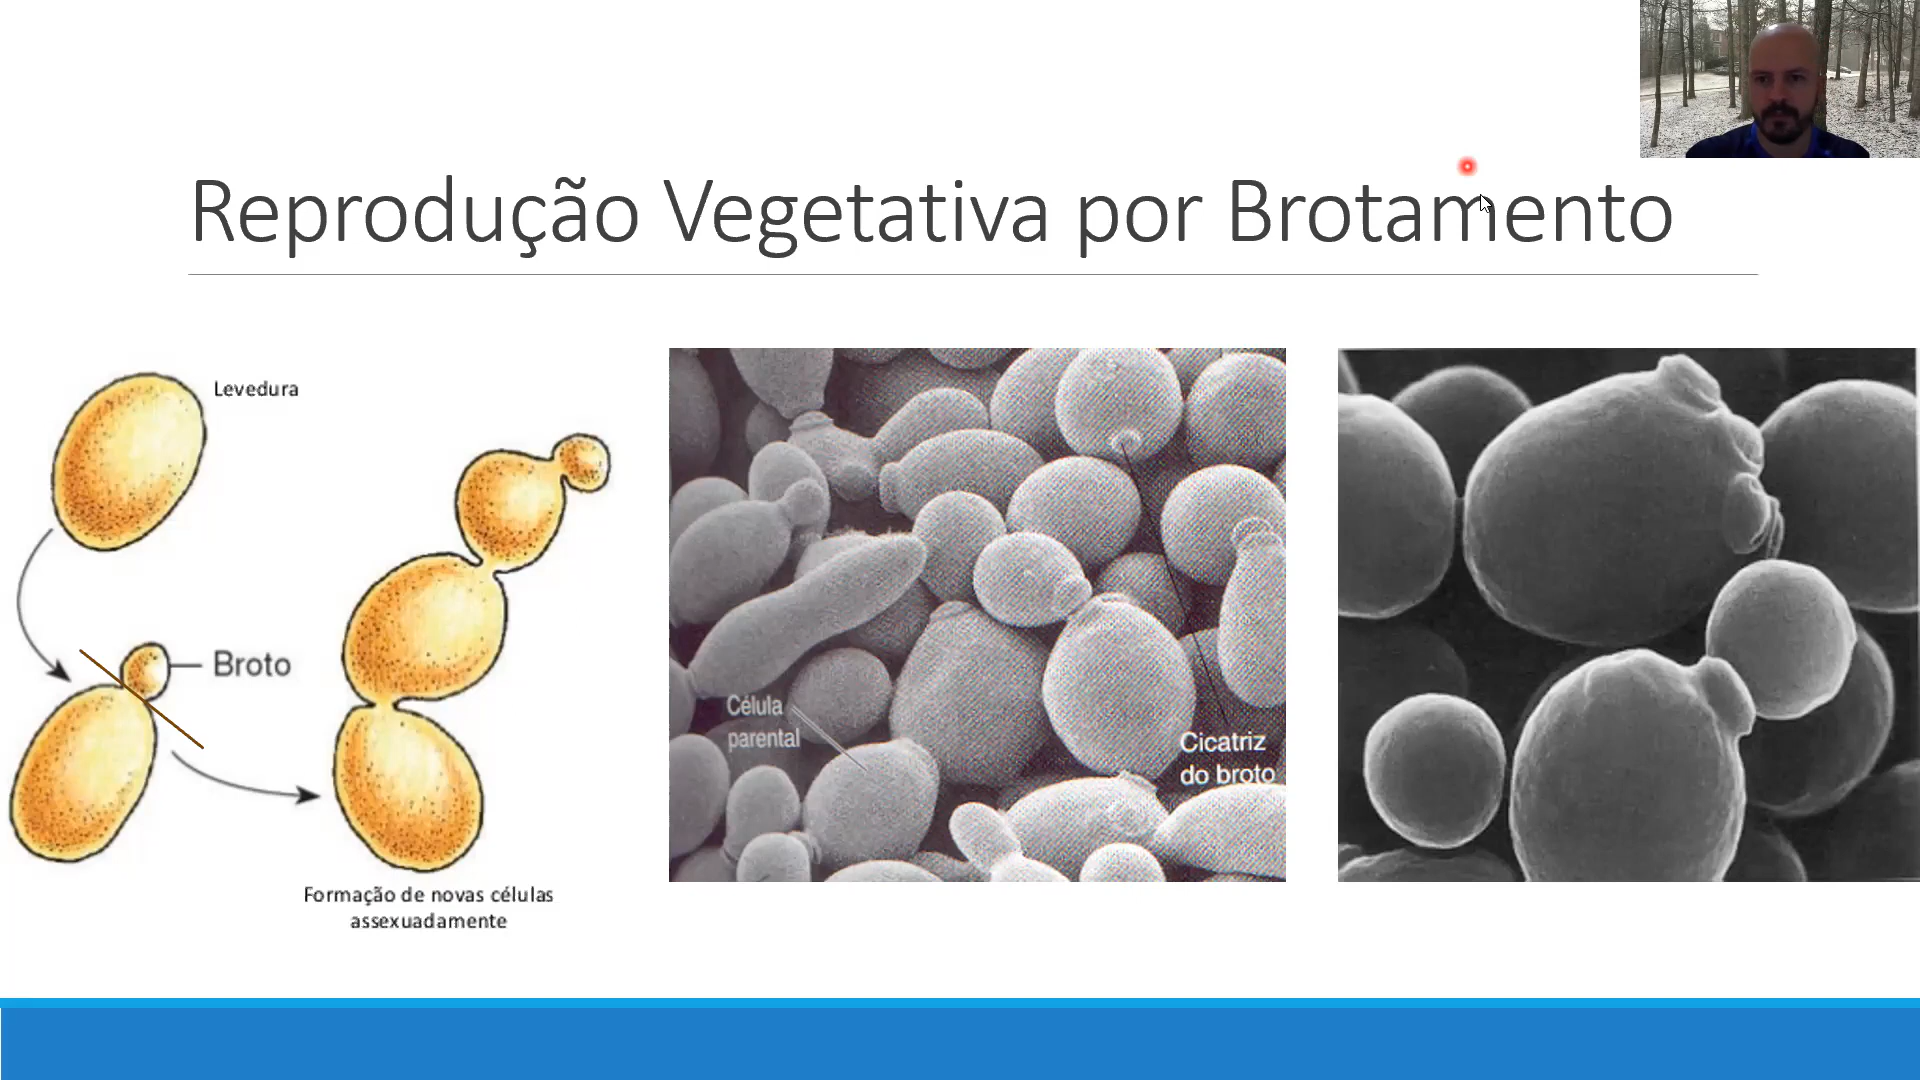 Reprodução Vegetativa por Brotamento
Levedura
Broto
Formação de novas células
assexuadamente
Célula
parental
Cicatriz
do broto